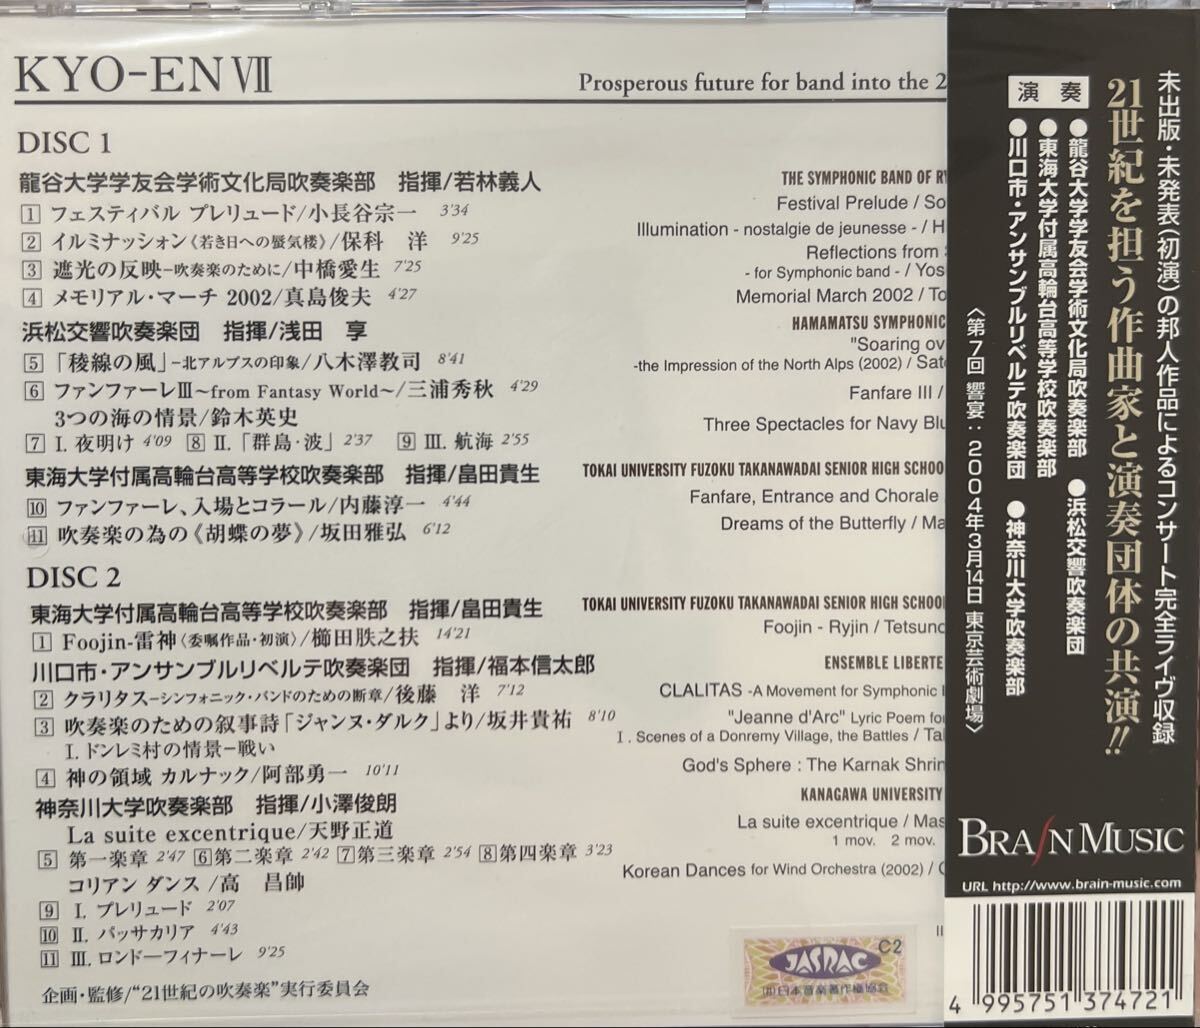 KYO-EN VII
Prosperous future for band into the 2
DISC 1
龍谷大学学友会学術文化局吹奏楽部 指揮/若林義人
1 フェスティバル プレリュード/小長谷宗一 3'34
2 イルミナッシォン《若き日への蜃気楼》/保科 洋 9'25
3 遮光の反映−吹奏楽のために/中橋愛生 7'25
4 メモリアル・マーチ 2002/真島俊夫 4'27
浜松交響吹奏楽団 指揮/浅田 享
5 「稜線の風」−北アルプスの印象/八木澤教司 8'41
6 ファンファーレIII〜from Fantasy World〜/三浦秀秋 4'29
3つの海の情景/鈴木英史
7 I. 夜明け 4'09 8 II.「群島・波」 2'37 9 III. 航海 2'55
東海大学付属高輪台高等学校吹奏楽部 指揮/畠田貴生
10 ファンファーレ、入場とコラール/内藤淳一 4'44
11 吹奏楽の為の《胡蝶の夢》/坂田雅弘 6'12
DISC 2
東海大学付属高輪台高等学校吹奏楽部 指揮/畠田貴生
1 Foojin-雷神〈委嘱作品・初演〉/櫛田胅之扶 14'21
川口市・アンサンブルリベルテ吹奏楽団 指揮/福本信太郎
2 クラリタス−シンフォニック・バンドのための断章/後藤 洋 7'12
3 吹奏楽のための叙事詩「ジャンヌ・ダルク」より/坂井貴祐 8'10
I. ドンレミ村の情景−戦い
4 神の領域 カルナック/阿部勇一 10'11
神奈川大学吹奏楽部 指揮/小澤俊朗
La suite excentrique/天野正道
5 第一楽章 2'47 6 第二楽章 2'42 7 第三楽章 2'54 8 第四楽章 3'23
コリアン ダンス /高 昌帥
9 I. プレリュード 2'07
10 II. パッサカリア 4'43
11 III. ロンド−フィナーレ 9'25
企画・監修/“21世紀の吹奏楽”実行委員会
THE SYMPHONIC BAND OF RY
Festival Prelude / So
Illumination - nostalgie de jeunesse - / H
Reflections from
- for Symphonic band - / Yos
Memorial March 2002 / To
HAMAMATSU SYMPHONIC
"Soaring ov
-the Impression of the North Alps (2002) / Sat
Fanfare III /
Three Spectacles for Navy Blu
TOKAI UNIVERSITY FUZOKU TAKANAWADAI SENIOR HIGH SCHOOL
Fanfare, Entrance and Chorale
Dreams of the Butterfly / Ma
TOKAI UNIVERSITY FUZOKU TAKANAWADAI SENIOR HIGH SCHOOL
Foojin - Ryjin / Tetsuno
ENSEMBLE LIBERTE
CLALITAS -A Movement for Symphonic
"Jeanne d'Arc" Lyric Poem for
I. Scenes of a Donremy Village, the Battles / Ta
God's Sphere : The Karnak Shrin
KANAGAWA UNIVERSITY
La suite excentrique / Mas
1 mov. 2 mov.
Korean Dances for Wind Orchestra (2002) /
JASRAC
C2
(社)日本音楽著作権協会
未出版・未発表(初演)の邦人作品によるコンサート完全ライヴ収録
21世紀を担う作曲家と演奏団体の共演!!
演奏
●龍谷大学学友会学術文化局吹奏楽部 ●浜松交響吹奏楽団
●東海大学付属高輪台高等学校吹奏楽部
●川口市・アンサンブルリベルテ吹奏楽団 ●神奈川大学吹奏楽部
〈第7回 響宴:2004年3月14日 東京芸術劇場〉
BRAIN MUSIC
URL http://www.brain-music.com
4 995751 374721